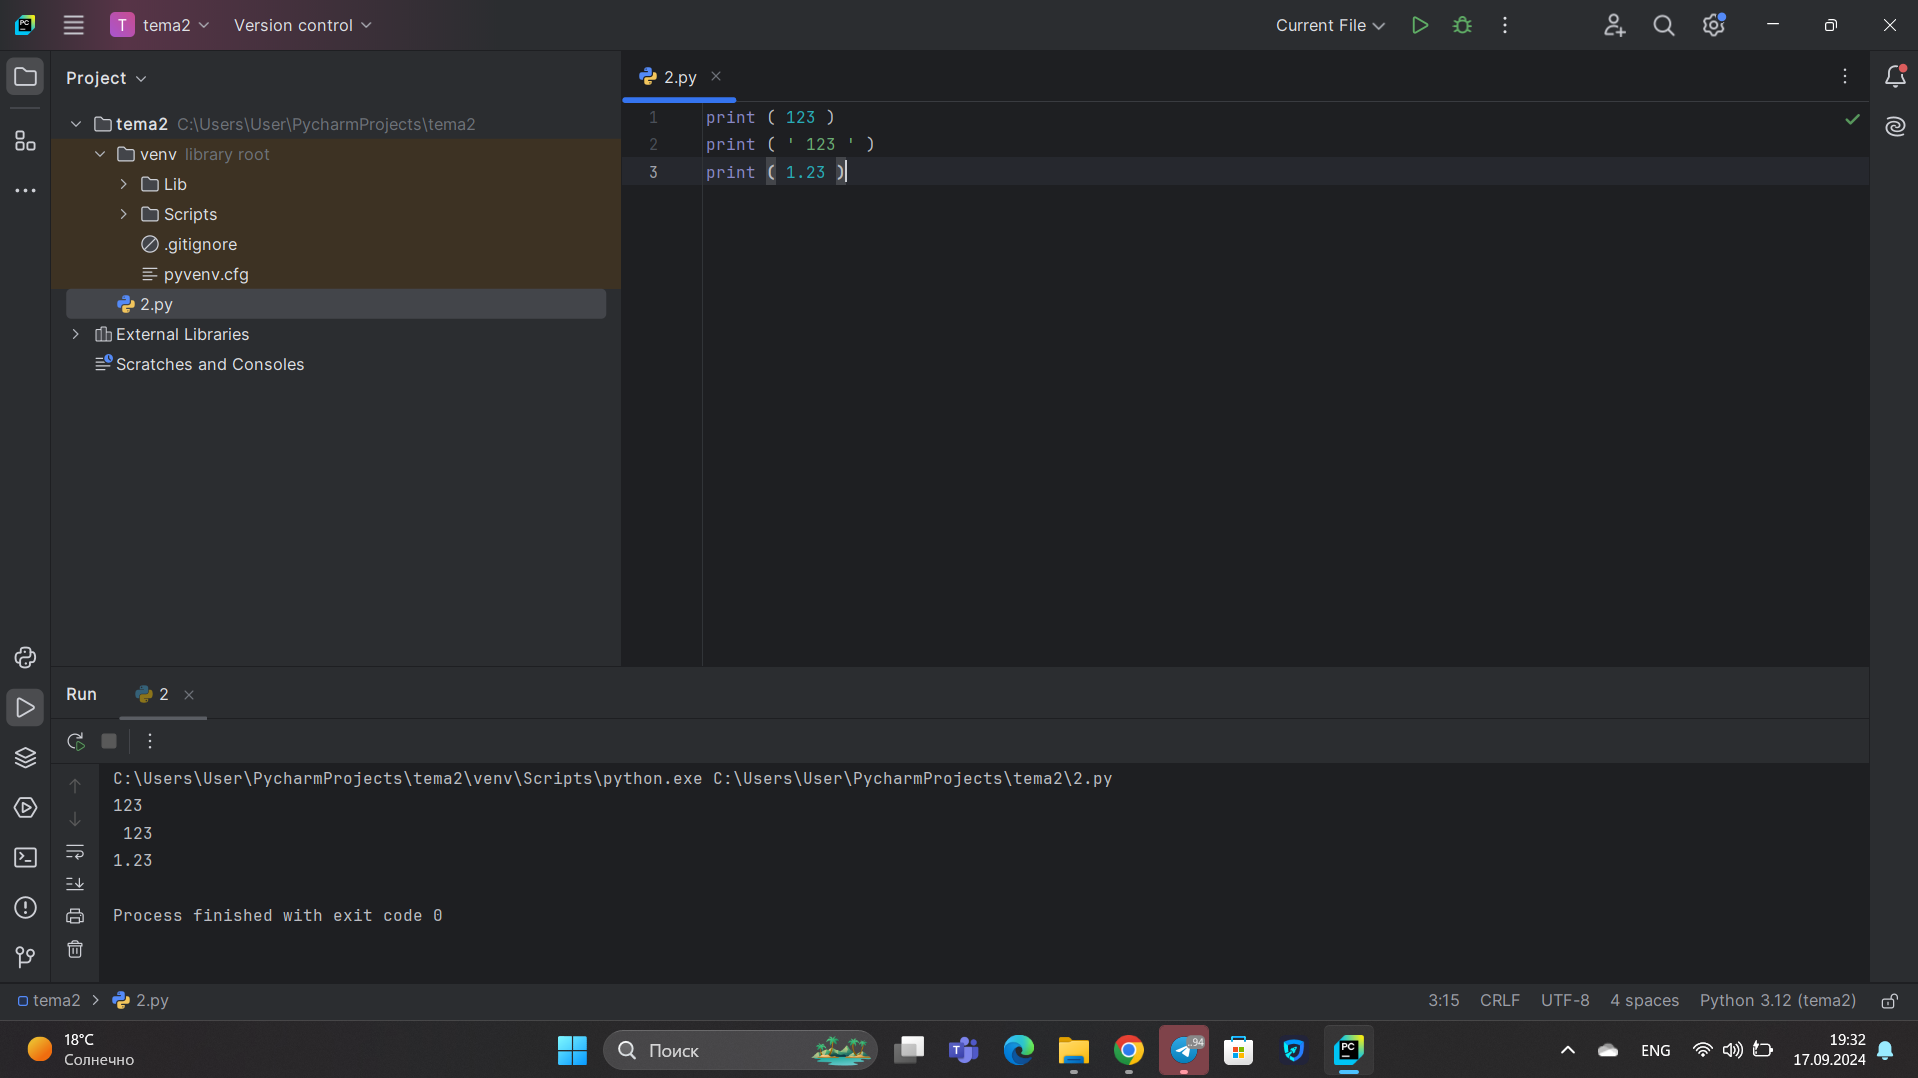 T tema2 Version control Current File
Project
2.py
tema2 C:\Users\User\PycharmProjects\tema2
venv library root
Lib
Scripts
.gitignore
pyvenv.cfg
2.py
External Libraries
Scratches and Consoles
1 print ( 123 )
2 print ( ' 123 ' )
3 print ( 1.23 )
Run 2
C:\Users\User\PycharmProjects\tema2\venv\Scripts\python.exe C:\Users\User\PycharmProjects\tema2\2.py
123
 123
1.23
Process finished with exit code 0
tema2 2.py 3:15 CRLF UTF-8 4 spaces Python 3.12 (tema2)
18°C
Солнечно
Поиск
.94
PC
ENG
19:32
17.09.2024